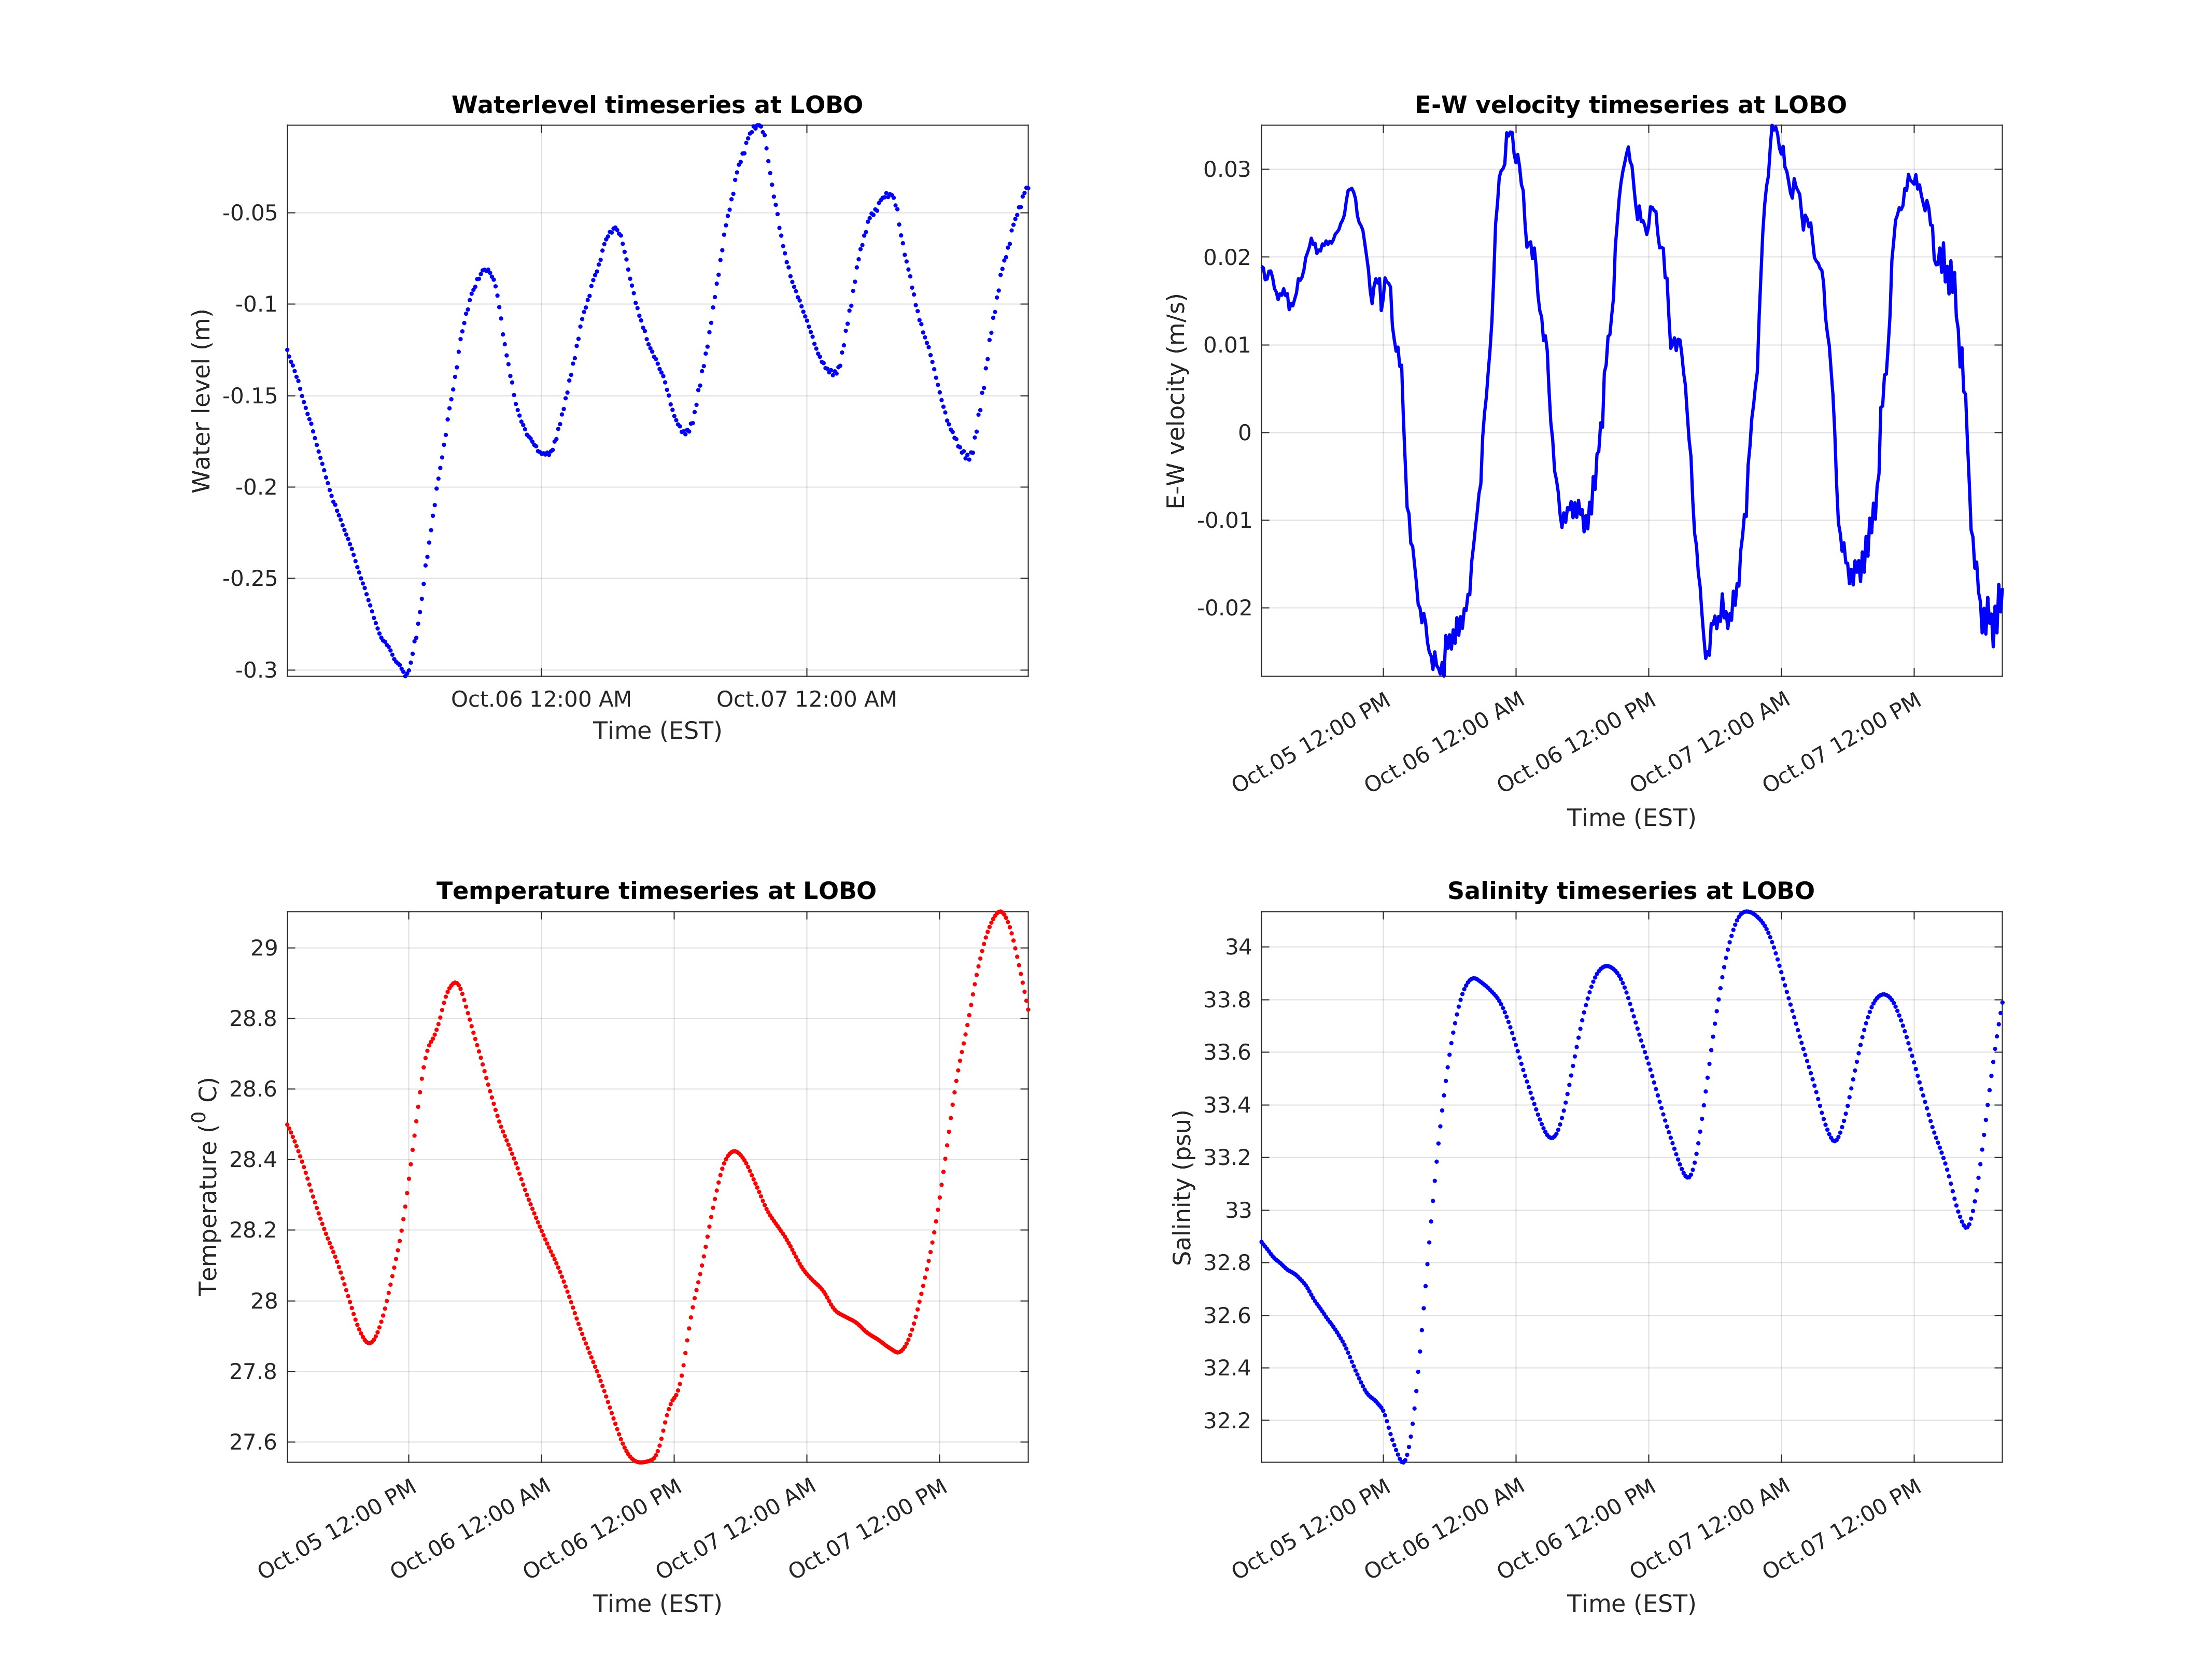 Waterlevel timeseries at LOBO
-0.05
-0.1
-0.15
-0.2
-0.25
-0.3
Water level (m)
Oct.06 12:00 AM
Oct.07 12:00 AM
Time (EST)
E-W velocity timeseries at LOBO
0.03
0.02
0.01
0
-0.01
-0.02
E-W velocity (m/s)
Oct.05 12:00 PM
Oct.06 12:00 AM
Oct.06 12:00 PM
Oct.07 12:00 AM
Oct.07 12:00 PM
Time (EST)
Temperature timeseries at LOBO
29
28.8
28.6
28.4
28.2
28
27.8
27.6
Temperature (⁰ C)
Oct.05 12:00 PM
Oct.06 12:00 AM
Oct.06 12:00 PM
Oct.07 12:00 AM
Oct.07 12:00 PM
Time (EST)
Salinity timeseries at LOBO
34
33.8
33.6
33.4
33.2
33
32.8
32.6
32.4
32.2
Salinity (psu)
Oct.05 12:00 PM
Oct.06 12:00 AM
Oct.06 12:00 PM
Oct.07 12:00 AM
Oct.07 12:00 PM
Time (EST)